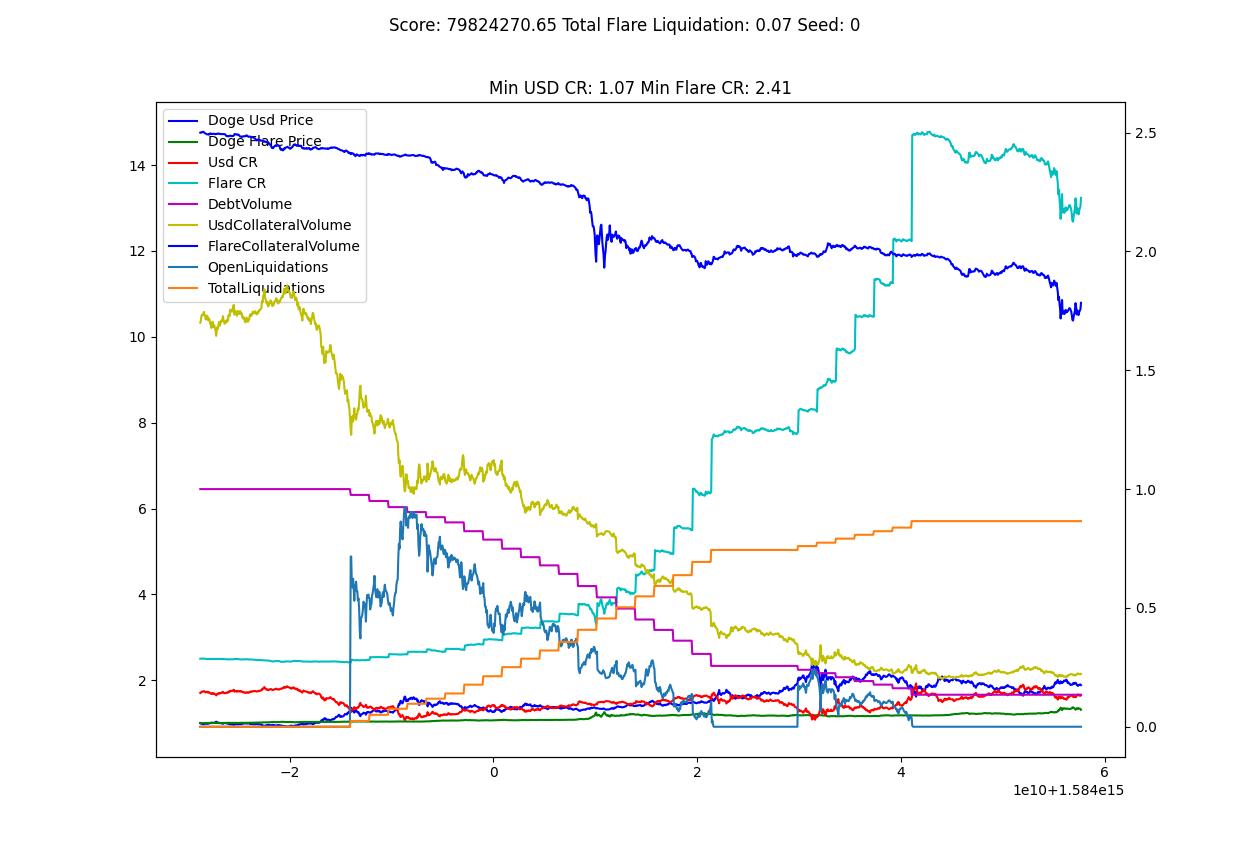 Score: 79824270.65 Total Flare Liquidation: 0.07 Seed: 0
Min USD CR: 1.07 Min Flare CR: 2.41
Doge Usd Price
Doge Flare Price
Usd CR
Flare CR
DebtVolume
UsdCollateralVolume
FlareCollateralVolume
OpenLiquidations
TotalLiquidations
14
12
10
8
6
4
2
2.5
2.0
1.5
1.0
0.5
0.0
−2
0
2
4
6
1e10+1.584e15